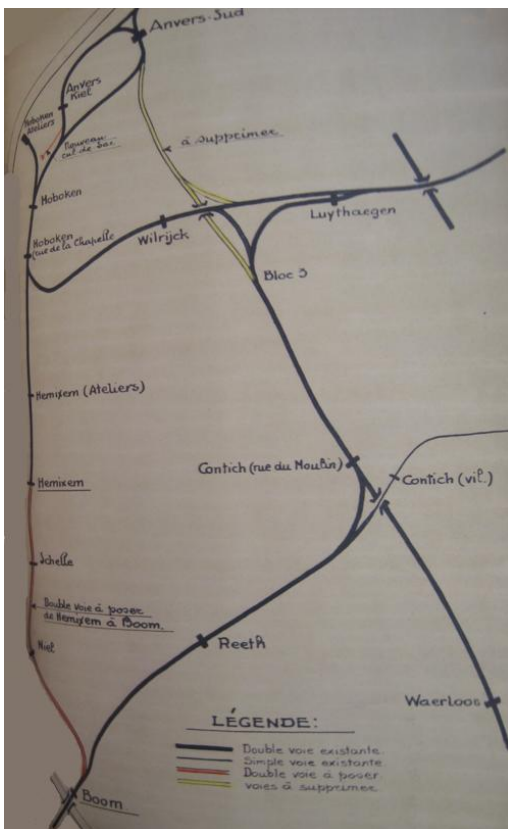 Anvers-Sud
Anvers
Kiel
Hoboken
Ateliers
Nouveau
cul de sac
à supprimer
Hoboken
Luythaegen
Hoboken
(rue de la Chapelle
Wilrijck
Bloc 5
Hemixem (Ateliers)
Contich (rue du Moulin)
Contich (vil.)
Hemixem
Schelle
Double voie à poser
de Hemixem à Boom.
Niel
Reeth
Waerloos
LÉGENDE:
Double voie existante.
Simple voie existante.
Double voie à poser
voies à supprimer
Boom